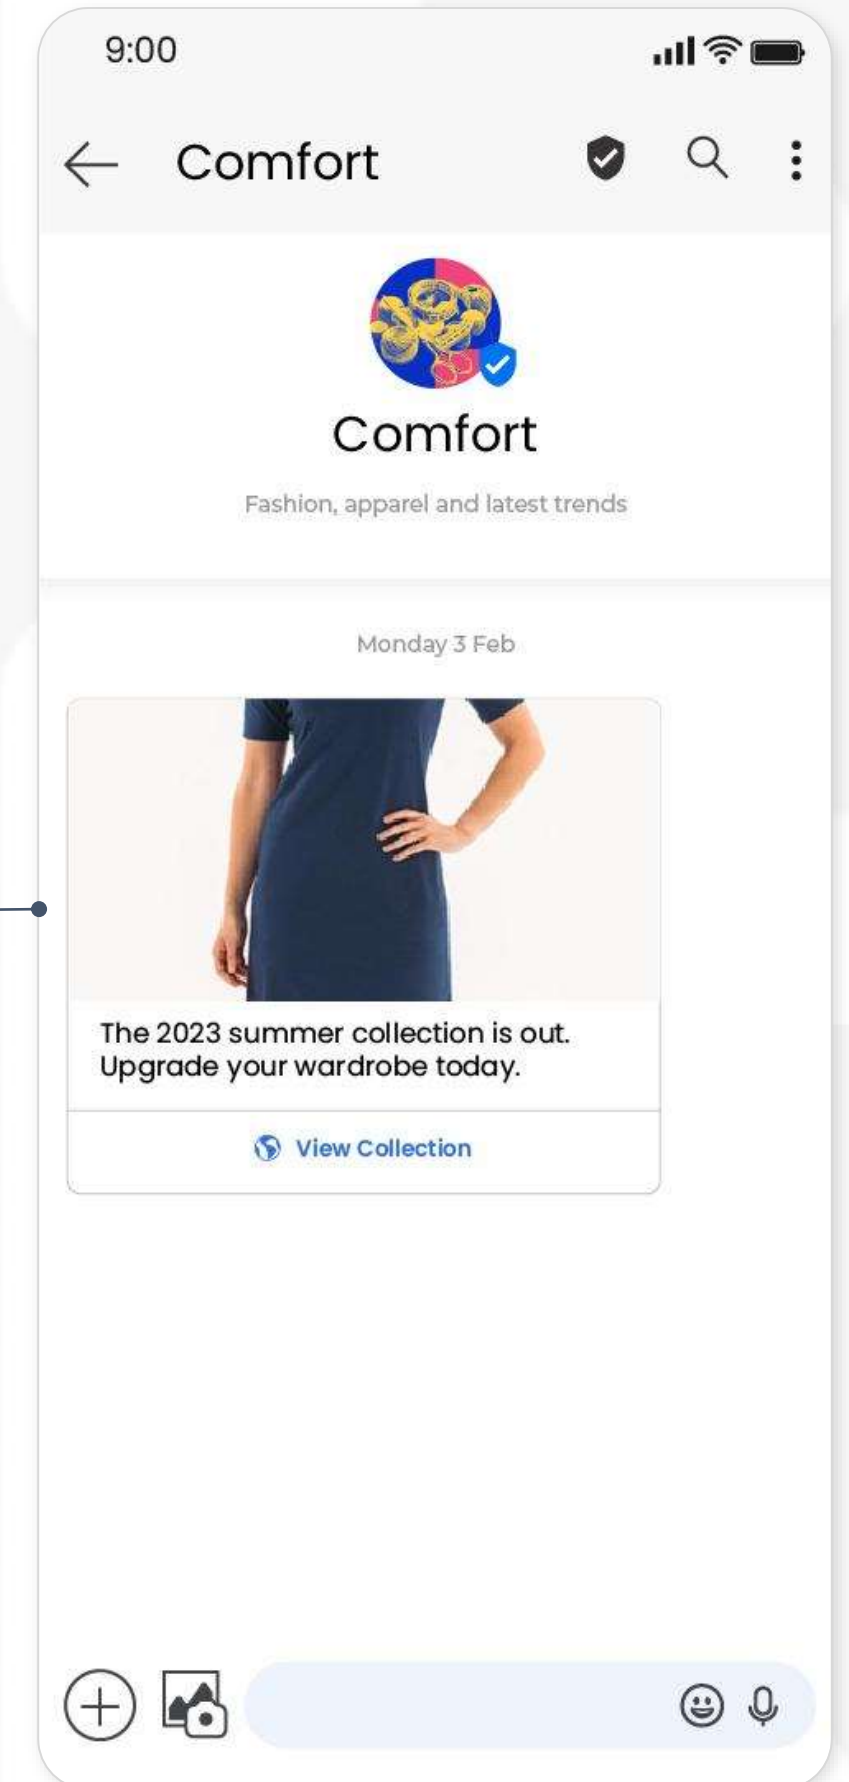 9:00
Comfort
Comfort
Fashion, apparel and latest trends
Monday 3 Feb
The 2023 summer collection is out.
Upgrade your wardrobe today.
View Collection